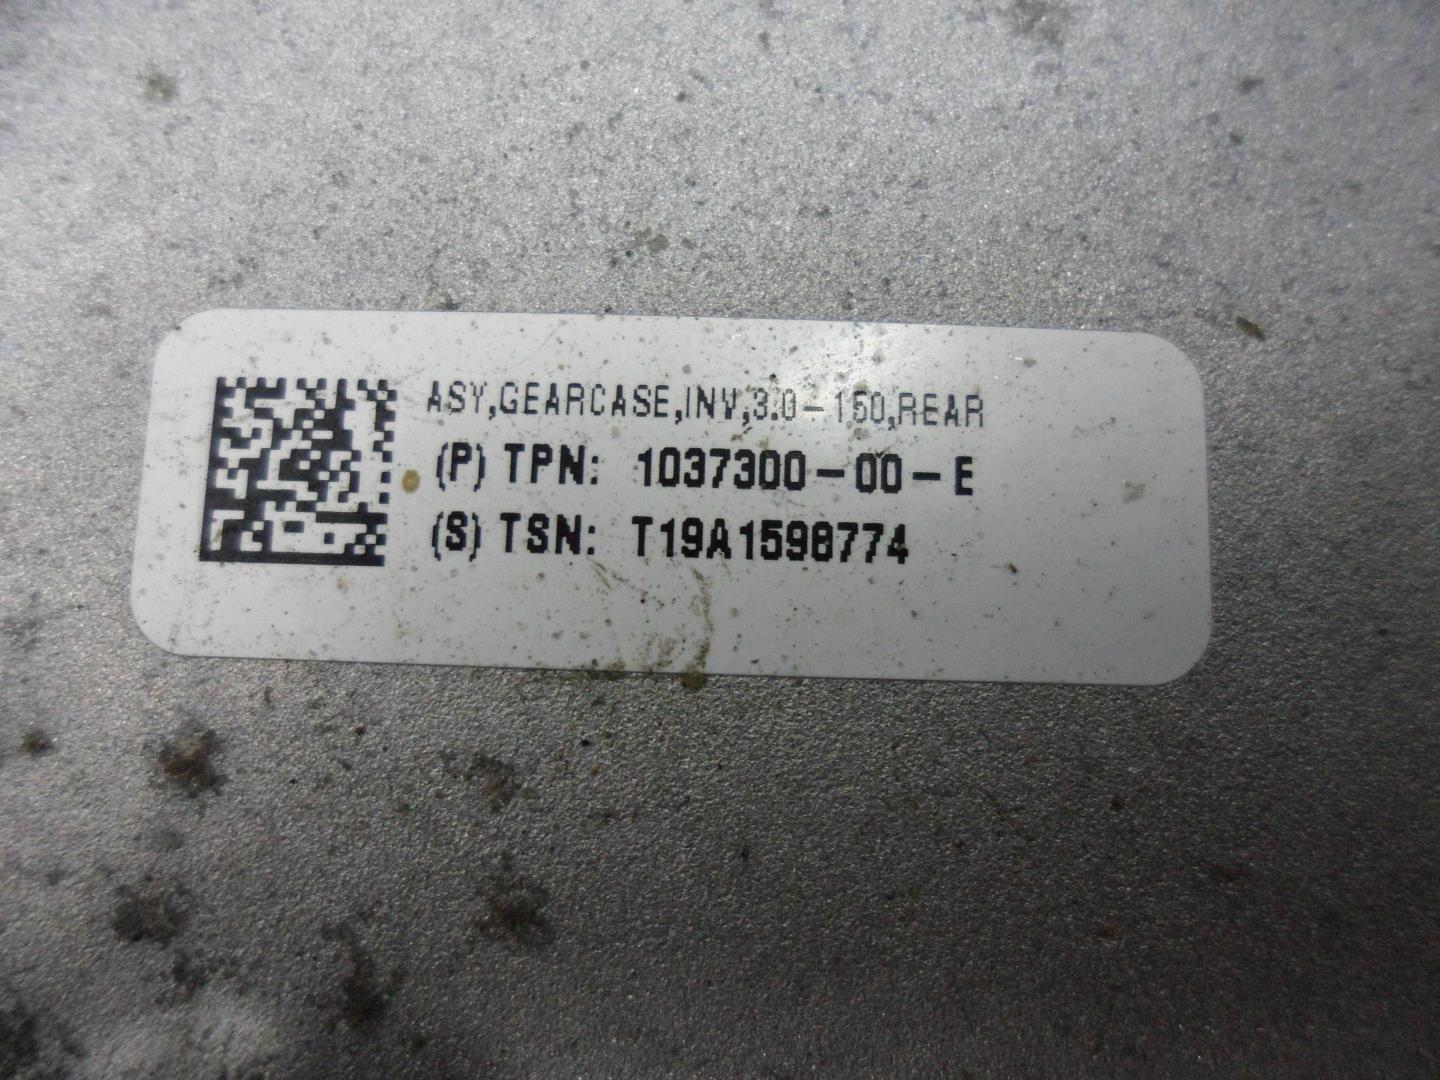 ASY,GEARCASE,INV,3.0-150,REAR
(P) TPN: 1037300-00-E
(S) TSN: T19A1598774